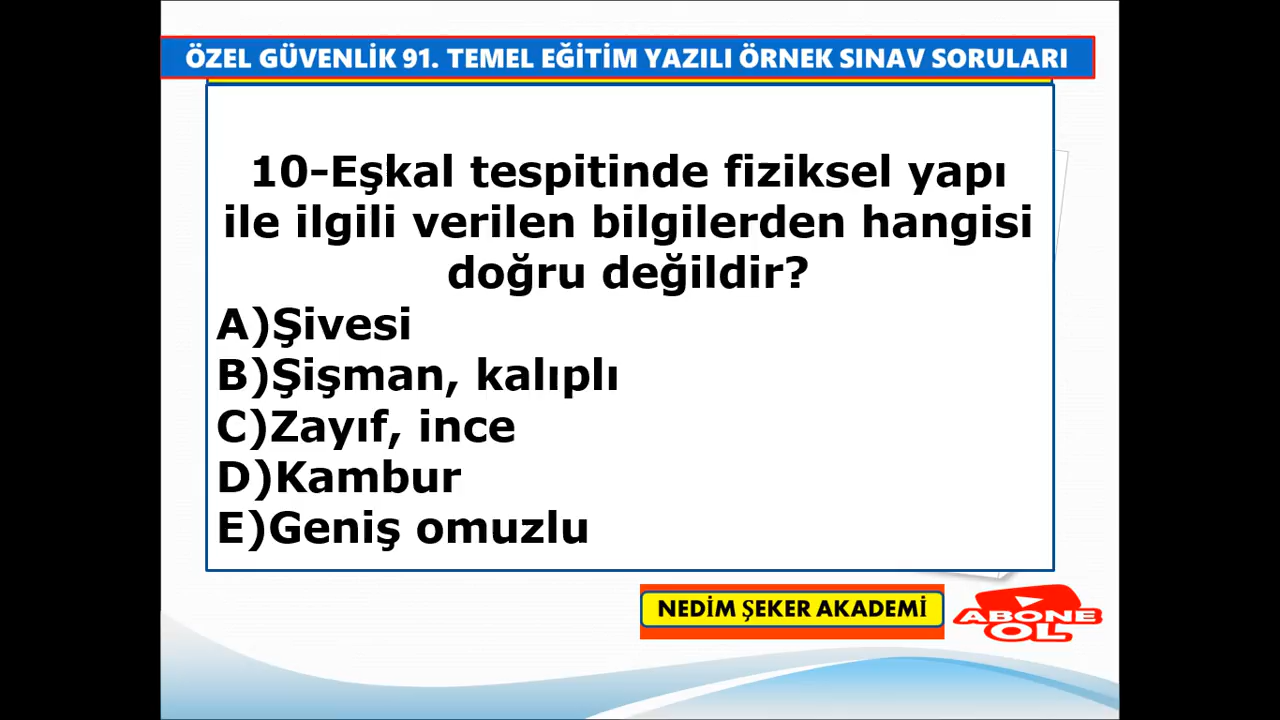 ÖZEL GÜVENLİK 91. TEMEL EĞİTİM YAZILI ÖRNEK SINAV SORULARI
10-Eşkal tespitinde fiziksel yapı
ile ilgili verilen bilgilerden hangisi
doğru değildir?
A)Şivesi
B)Şişman, kalıplı
C)Zayıf, ince
D)Kambur
E)Geniş omuzlu
NEDİM ŞEKER AKADEMİ
ABONE
OL